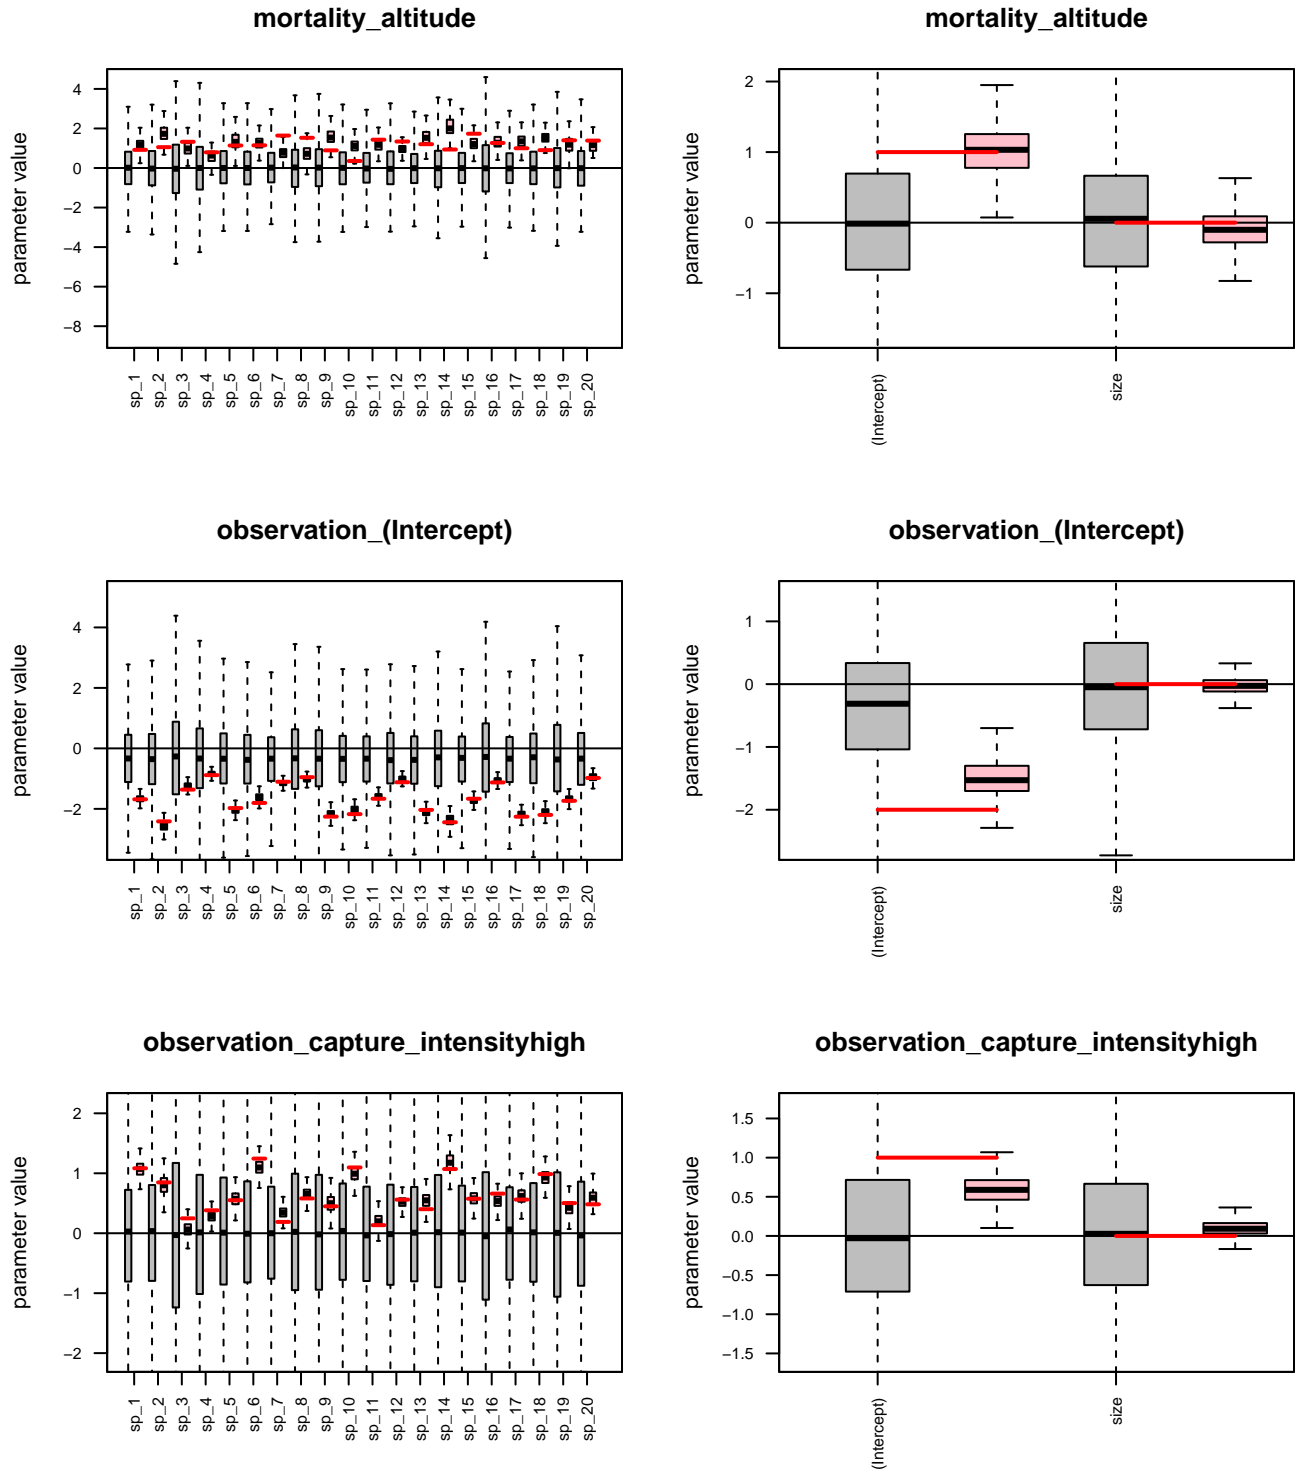 mortality_altitude
parameter value
4
2
0
−2
−4
−6
−8
sp_1
sp_2
sp_3
sp_4
sp_5
sp_6
sp_7
sp_8
sp_9
sp_10
sp_11
sp_12
sp_13
sp_14
sp_15
sp_16
sp_17
sp_18
sp_19
sp_20
mortality_altitude
parameter value
2
1
0
−1
(Intercept)
size
observation_(Intercept)
parameter value
4
2
0
−2
sp_1
sp_2
sp_3
sp_4
sp_5
sp_6
sp_7
sp_8
sp_9
sp_10
sp_11
sp_12
sp_13
sp_14
sp_15
sp_16
sp_17
sp_18
sp_19
sp_20
observation_(Intercept)
parameter value
1
0
−1
−2
(Intercept)
size
observation_capture_intensityhigh
parameter value
2
1
0
−1
−2
sp_1
sp_2
sp_3
sp_4
sp_5
sp_6
sp_7
sp_8
sp_9
sp_10
sp_11
sp_12
sp_13
sp_14
sp_15
sp_16
sp_17
sp_18
sp_19
sp_20
observation_capture_intensityhigh
parameter value
1.5
1.0
0.5
0.0
−0.5
−1.0
−1.5
(Intercept)
size